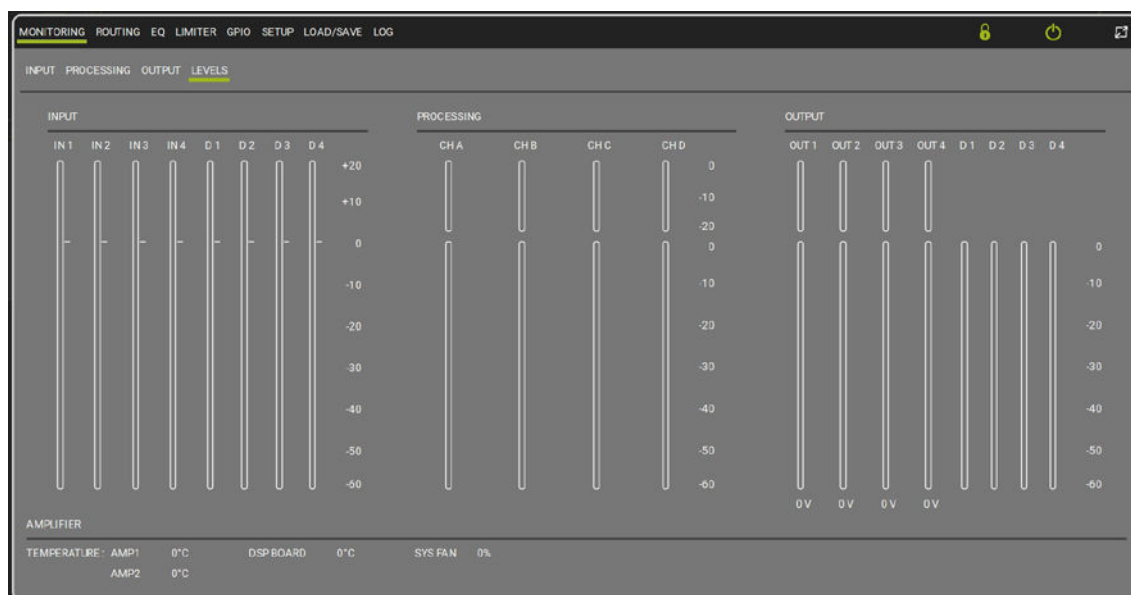 MONITORING ROUTING EQ LIMITER GPIO SETUP LOAD/SAVE LOG
INPUT PROCESSING OUTPUT LEVELS
INPUT PROCESSING OUTPUT
IN 1 IN 2 IN 3 IN 4 D 1 D 2 D 3 D 4 CH A CH B CH C CH D OUT 1 OUT 2 OUT 3 OUT 4 D 1 D 2 D 3 D 4
+20 0
+10 -10
-20
0 0 0
-10 -10 -10
-20 -20 -20
-30 -30 -30
-40 -40 -40
-50 -50 -50
-60 -60 -60
0 V 0 V 0 V 0 V
AMPLIFIER
TEMPERATURE: AMP1 0°C DSP BOARD 0°C SYS FAN 0%
AMP2 0°C